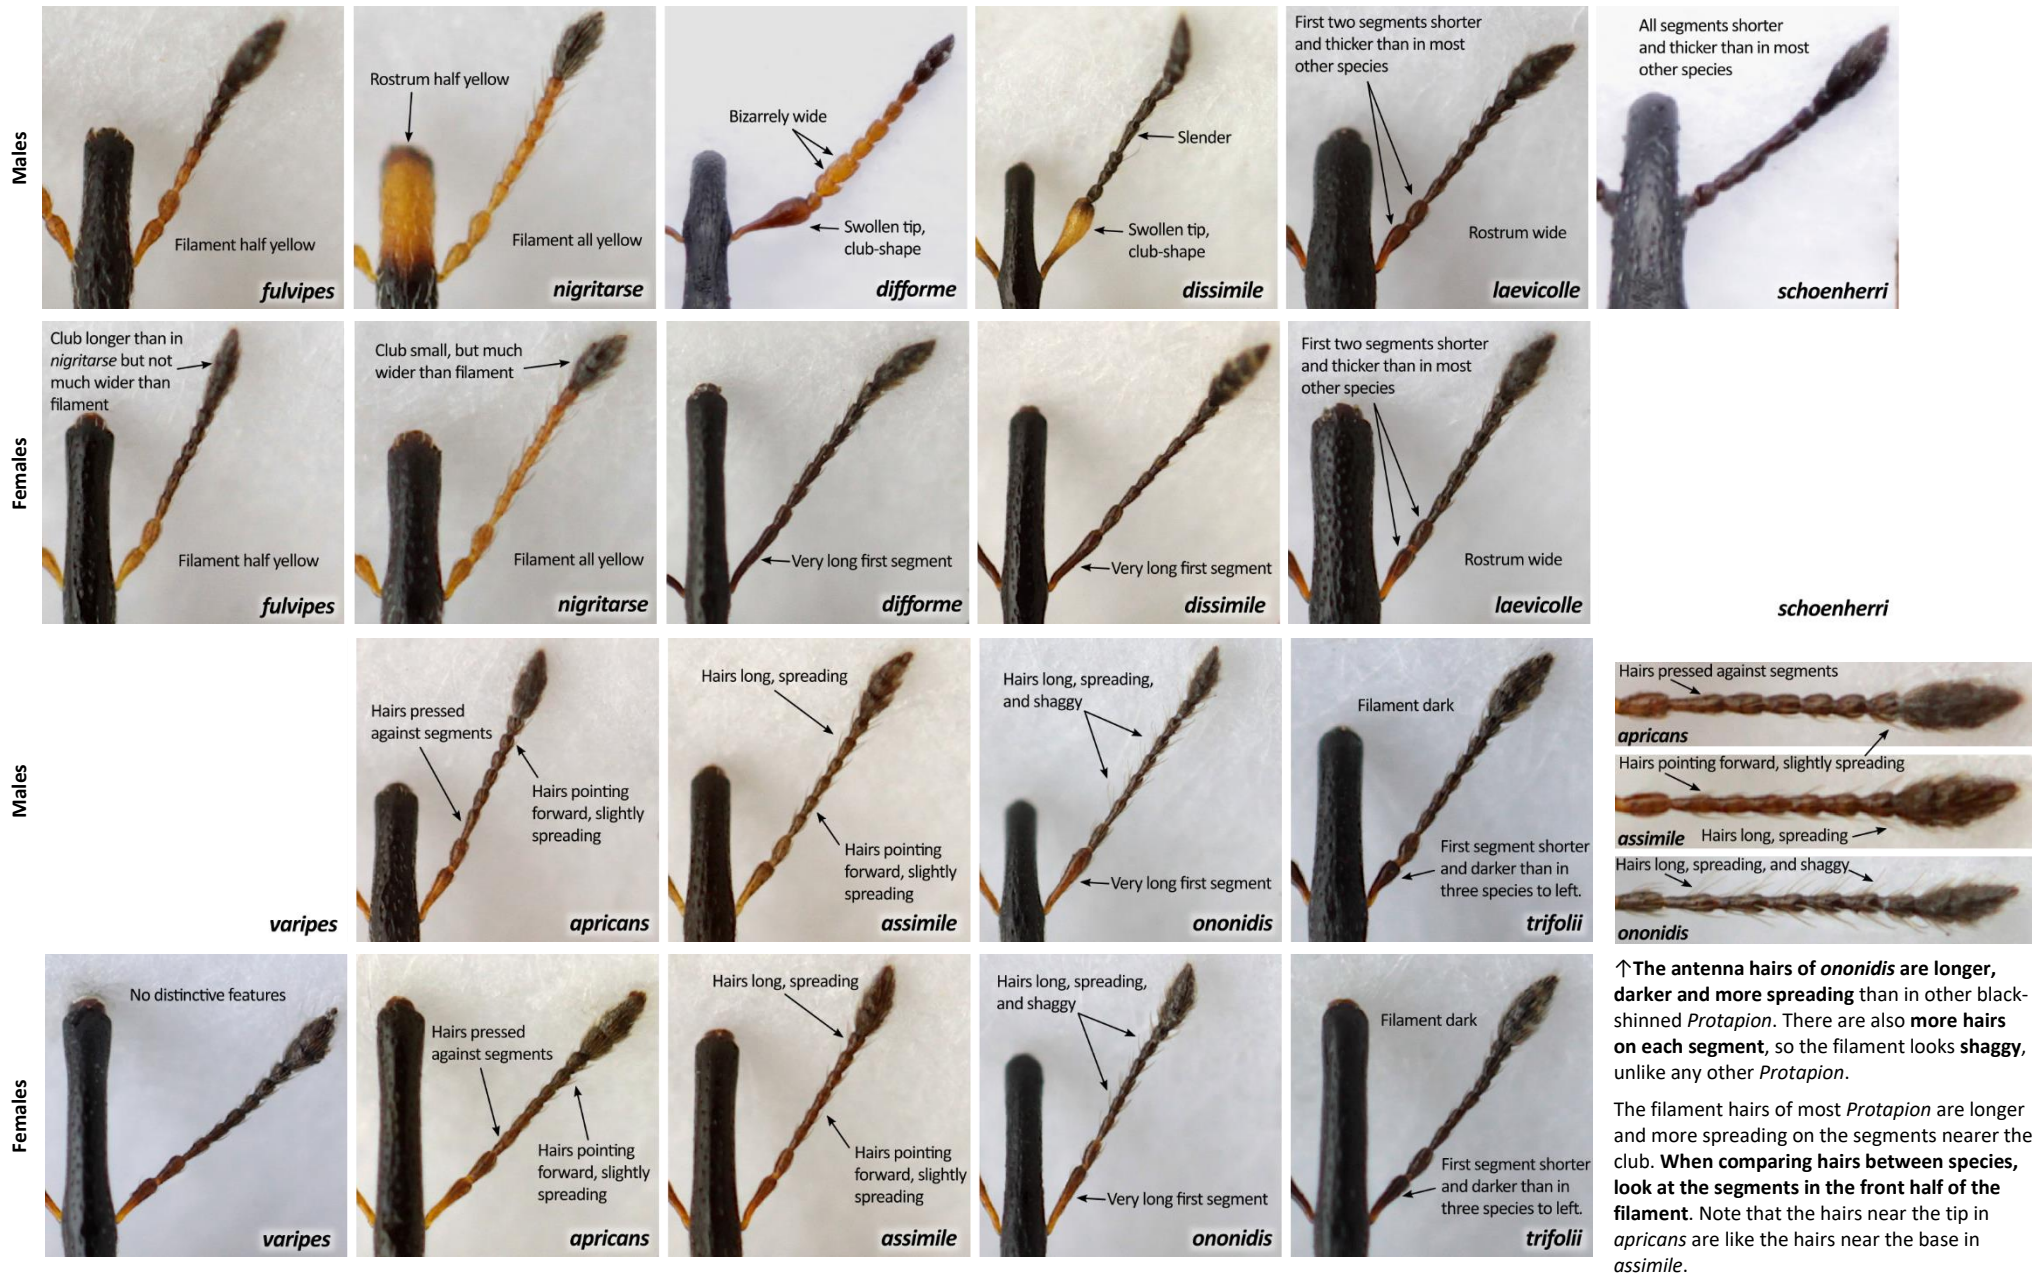 Males
Rostrum half yellow
Filament half yellow
fulvipes
Filament all yellow
nigritarse
Bizarrely wide
Swollen tip,
club-shape
difforme
Slender
Swollen tip,
club-shape
dissimile
First two segments shorter
and thicker than in most
other species
Rostrum wide
laevicolle
All segments shorter
and thicker than in most
other species
schoenherri
Females
Club longer than in
nigritarse but not
much wider than
filament
Filament half yellow
fulvipes
Club small, but much
wider than filament
Filament all yellow
nigritarse
Very long first segment
difforme
Very long first segment
dissimile
First two segments shorter
and thicker than in most
other species
Rostrum wide
laevicolle
schoenherri
Males
varipes
Hairs pressed
against segments
Hairs pointing
forward, slightly
spreading
apricans
Hairs long, spreading
Hairs pointing
forward, slightly
spreading
assimile
Hairs long, spreading,
and shaggy
Very long first segment
ononidis
Filament dark
First segment shorter
and darker than in
three species to left.
trifolii
Hairs pressed against segments
apricans
Hairs pointing forward, slightly spreading
assimile
Hairs long, spreading
Hairs long, spreading, and shaggy
ononidis
Females
No distinctive features
varipes
Hairs pressed
against segments
Hairs pointing
forward, slightly
spreading
apricans
Hairs long, spreading
Hairs pointing
forward, slightly
spreading
assimile
Hairs long, spreading,
and shaggy
Very long first segment
ononidis
Filament dark
First segment shorter
and darker than in
three species to left.
trifolii
↑The antenna hairs of ononidis are longer,
darker and more spreading than in other black-
shinned Protapion. There are also more hairs
on each segment, so the filament looks shaggy,
unlike any other Protapion.
The filament hairs of most Protapion are longer
and more spreading on the segments nearer the
club. When comparing hairs between species,
look at the segments in the front half of the
filament. Note that the hairs near the tip in
apricans are like the hairs near the base in
assimile.